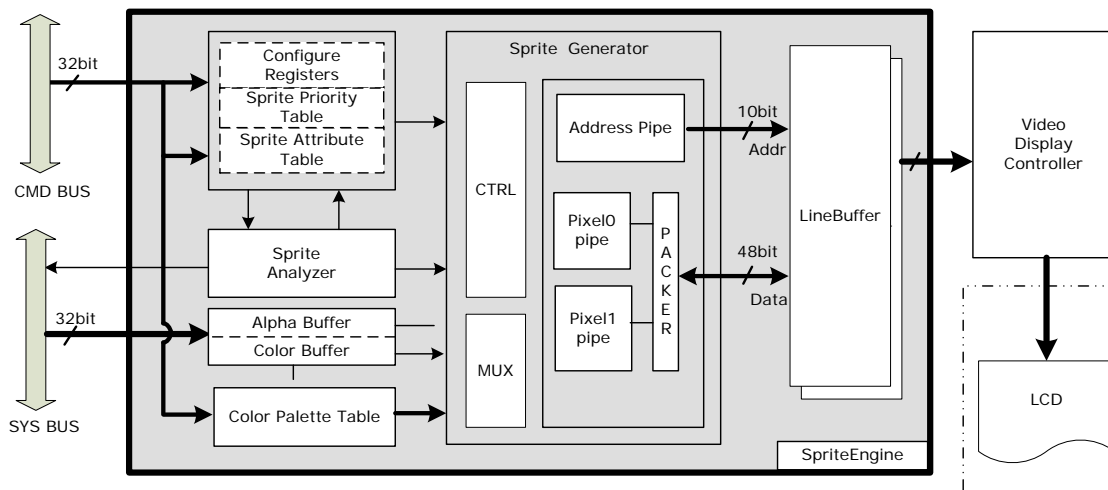 32bit
CMD BUS
32bit
SYS BUS
Configure
Registers
Sprite Priority
Table
Sprite Attribute
Table
Sprite
Analyzer
Alpha Buffer
Color Buffer
Color Palette Table
Sprite Generator
CTRL
MUX
Address Pipe
Pixel0
pipe
Pixel1
pipe
PACKER
10bit
Addr
48bit
Data
LineBuffer
SpriteEngine
Video
Display
Controller
LCD